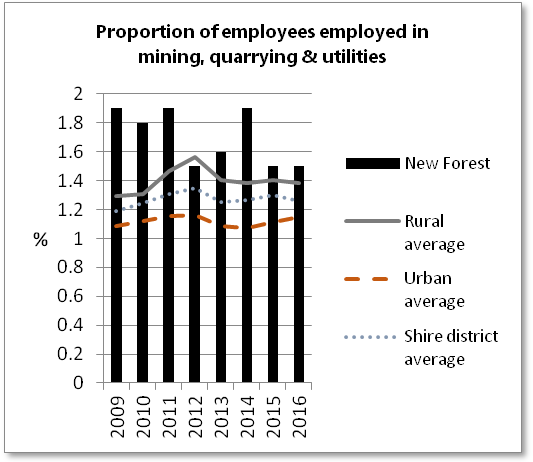 Proportion of employees employed in
mining, quarrying & utilities
2
1.8
1.6
1.4
1.2
1
0.8
0.6
0.4
0.2
0
%
2009
2010
2011
2012
2013
2014
2015
2016
New Forest
Rural
average
Urban
average
Shire district
average